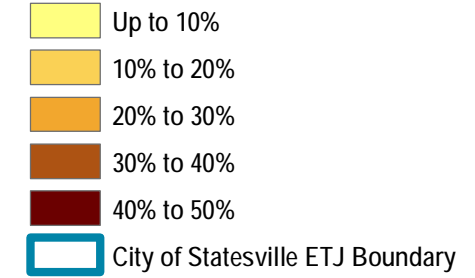 Up to 10%
10% to 20%
20% to 30%
30% to 40%
40% to 50%
City of Statesville ETJ Boundary